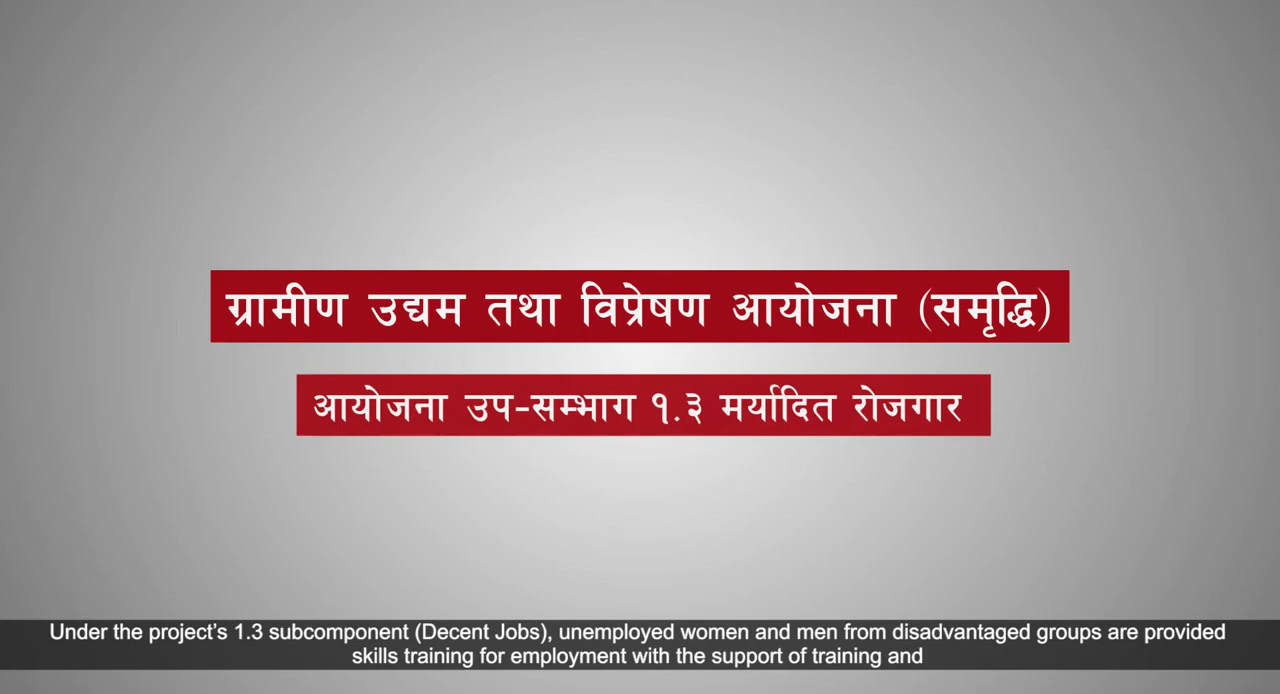 ग्रामीण उद्यम तथा विप्रेषण आयोजना (समृद्धि)
आयोजना उप-सम्भाग १.३ मर्यादित रोजगार
Under the project's 1.3 subcomponent (Decent Jobs), unemployed women and men from disadvantaged groups are provided
skills training for employment with the support of training and